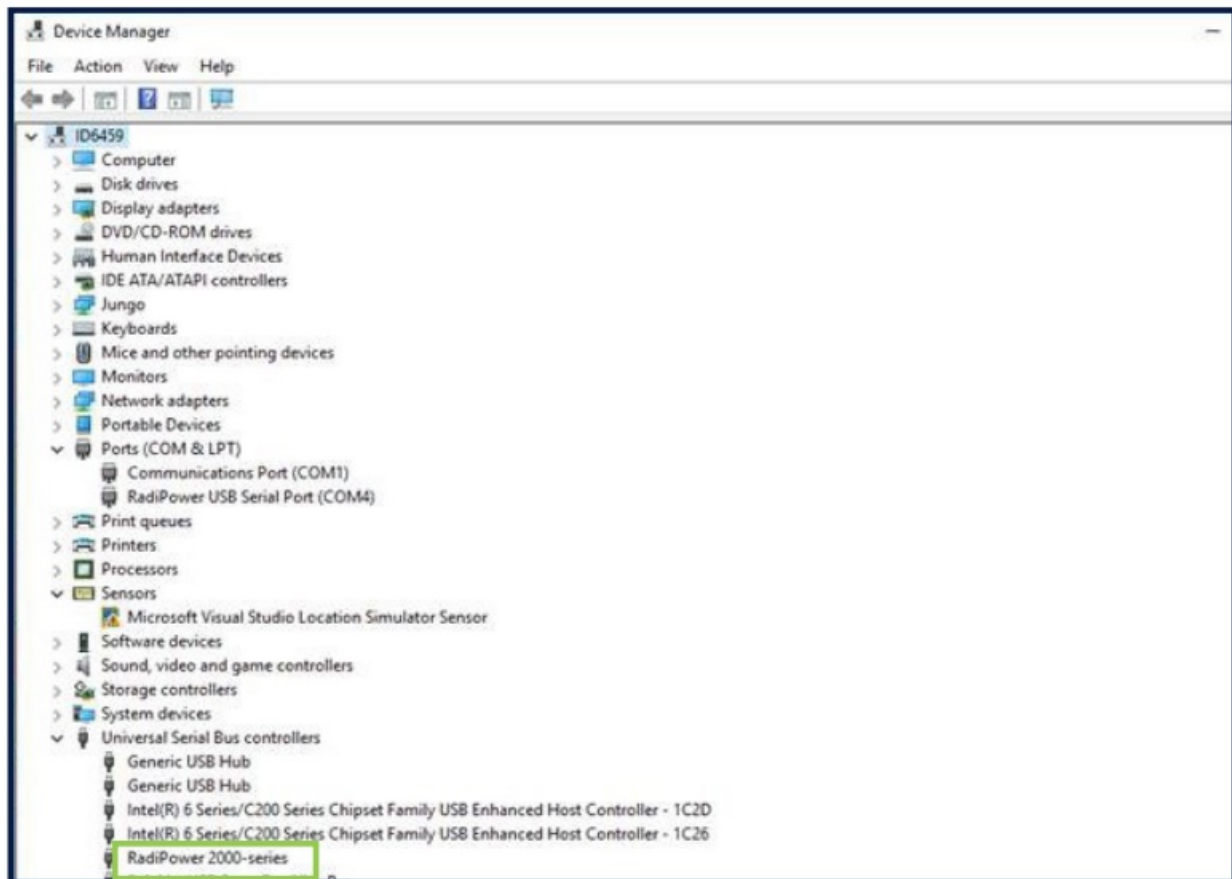 Device Manager
File Action View Help
ID6459
Computer
Disk drives
Display adapters
DVD/CD-ROM drives
Human Interface Devices
IDE ATA/ATAPI controllers
Jungo
Keyboards
Mice and other pointing devices
Monitors
Network adapters
Portable Devices
Ports (COM & LPT)
Communications Port (COM1)
RadiPower USB Serial Port (COM4)
Print queues
Printers
Processors
Sensors
Microsoft Visual Studio Location Simulator Sensor
Software devices
Sound, video and game controllers
Storage controllers
System devices
Universal Serial Bus controllers
Generic USB Hub
Generic USB Hub
Intel(R) 6 Series/C200 Series Chipset Family USB Enhanced Host Controller - 1C2D
Intel(R) 6 Series/C200 Series Chipset Family USB Enhanced Host Controller - 1C26
RadiPower 2000-series